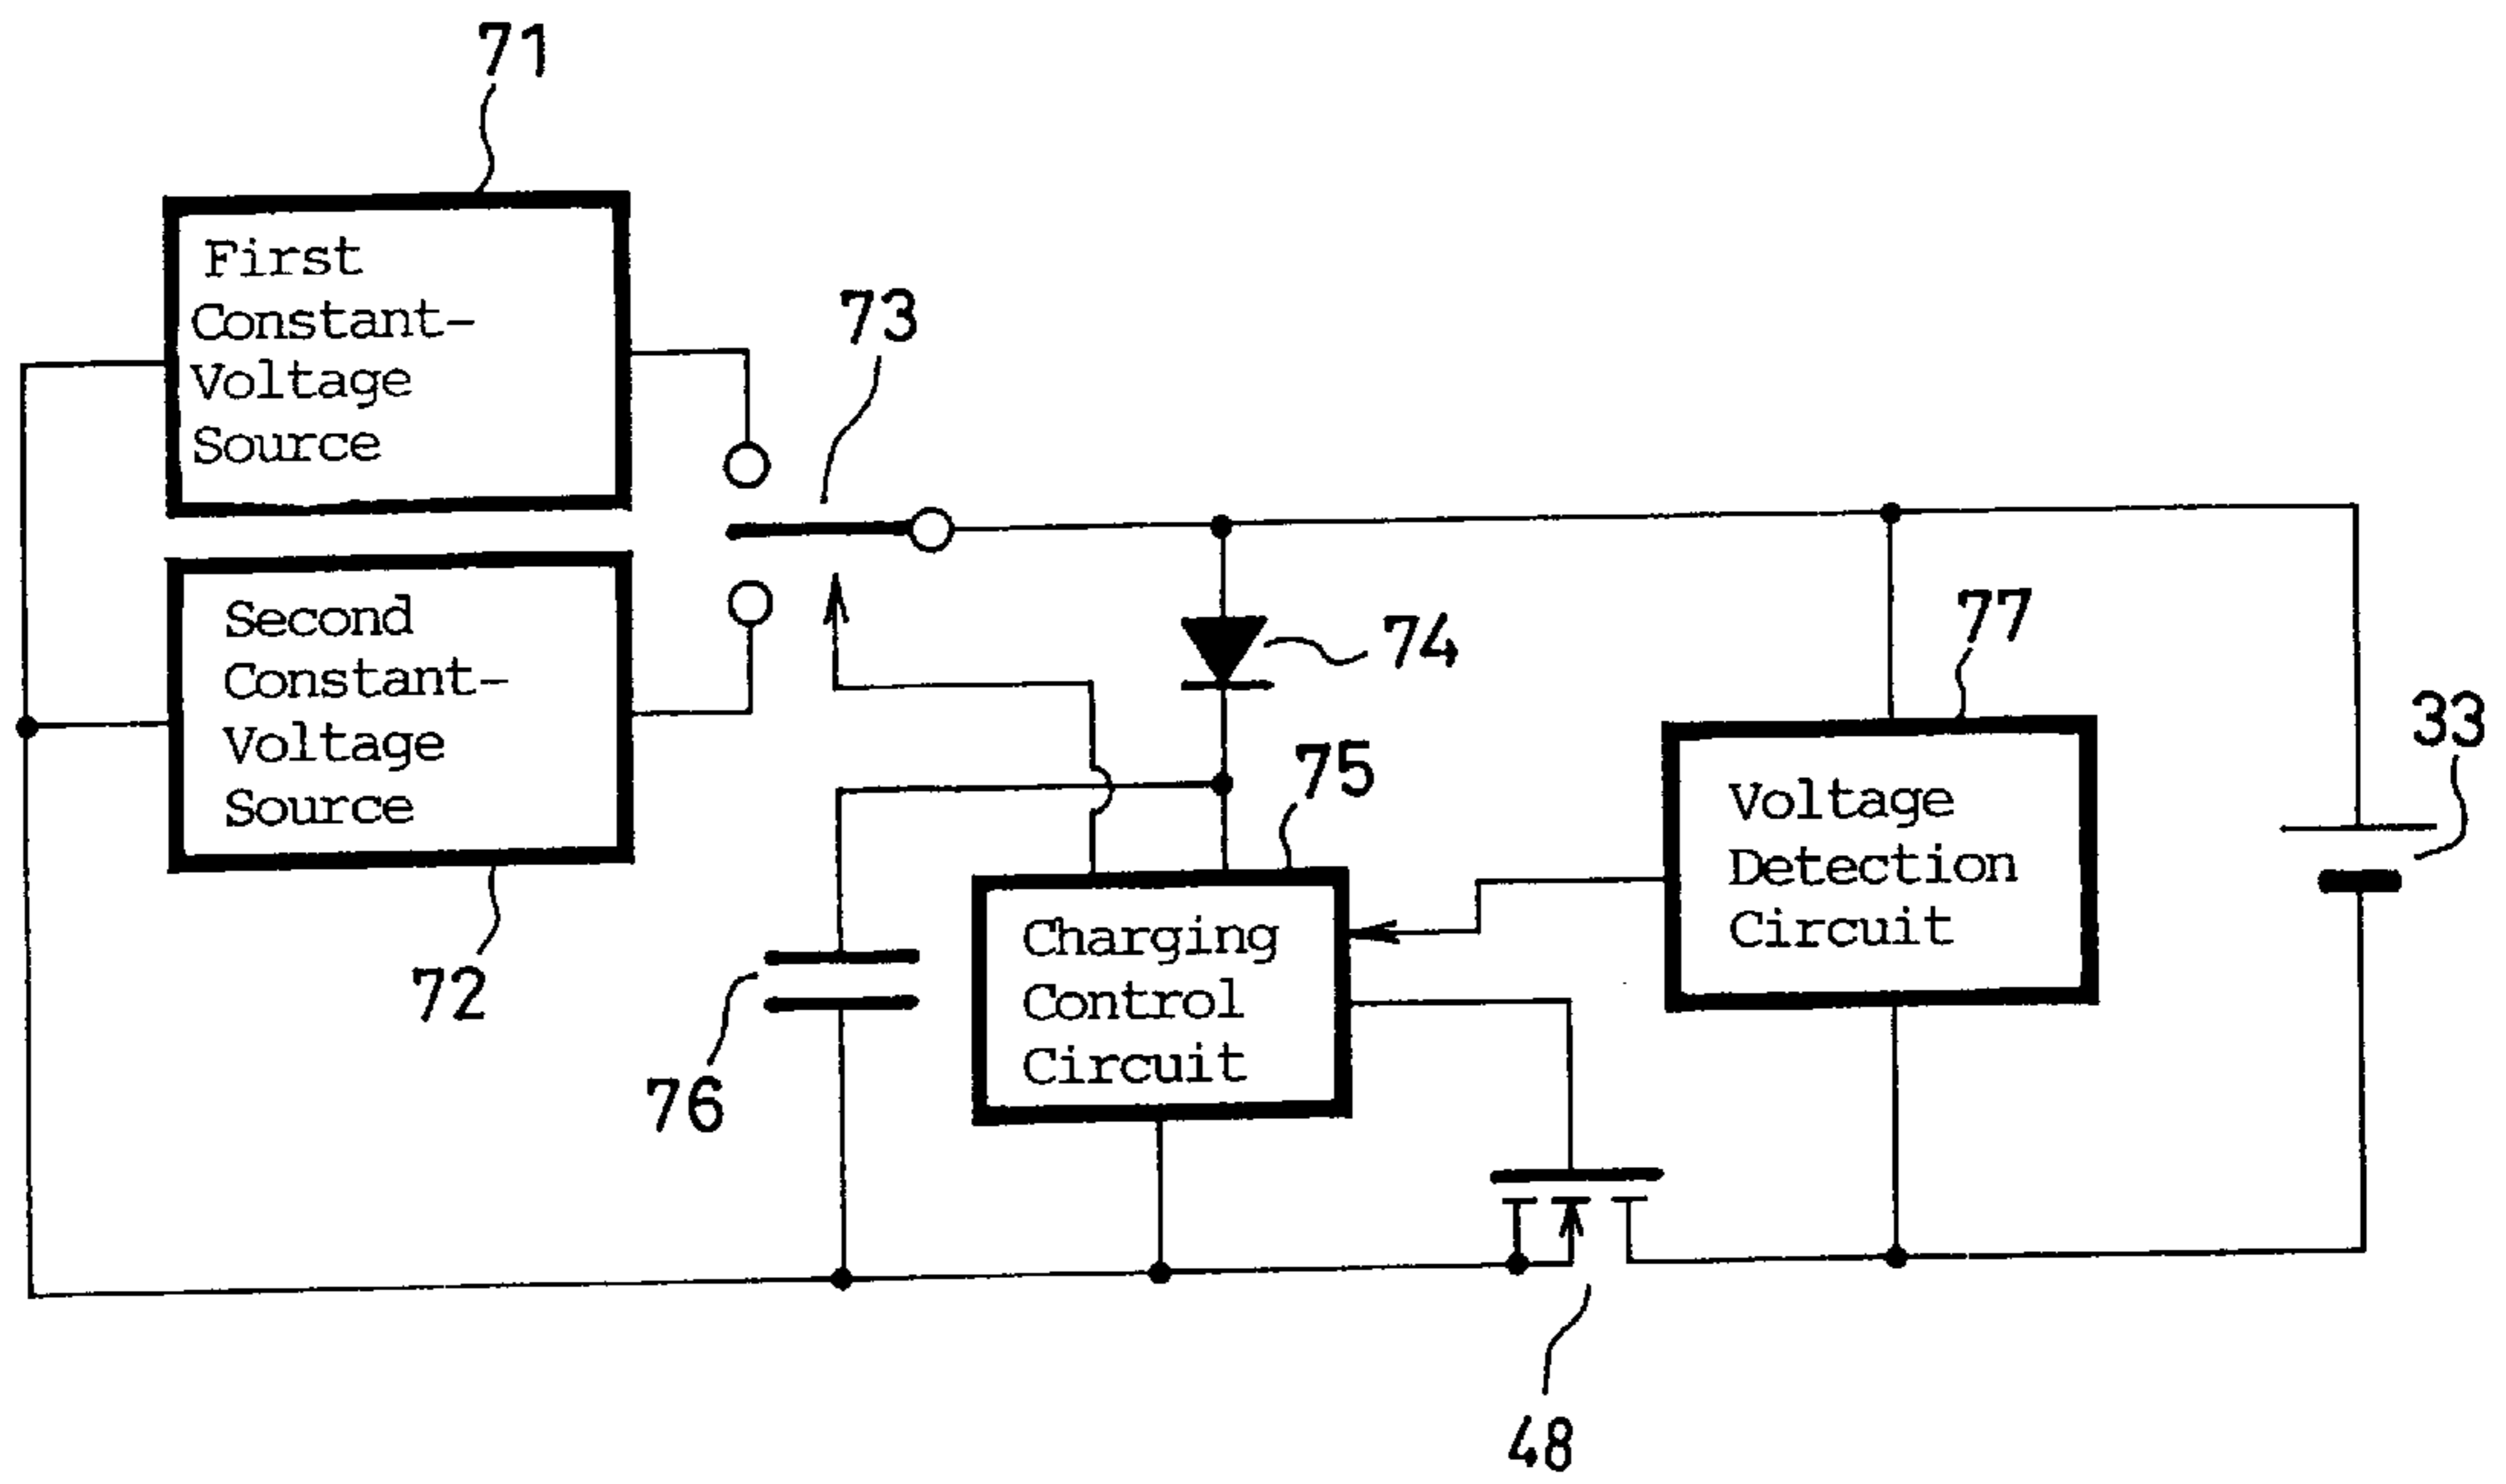 71
First
Constant-
Voltage
Source
73
Second
Constant-
Voltage
Source
72
74
77
33
75
Voltage
Detection
Circuit
Charging
Control
Circuit
76
48